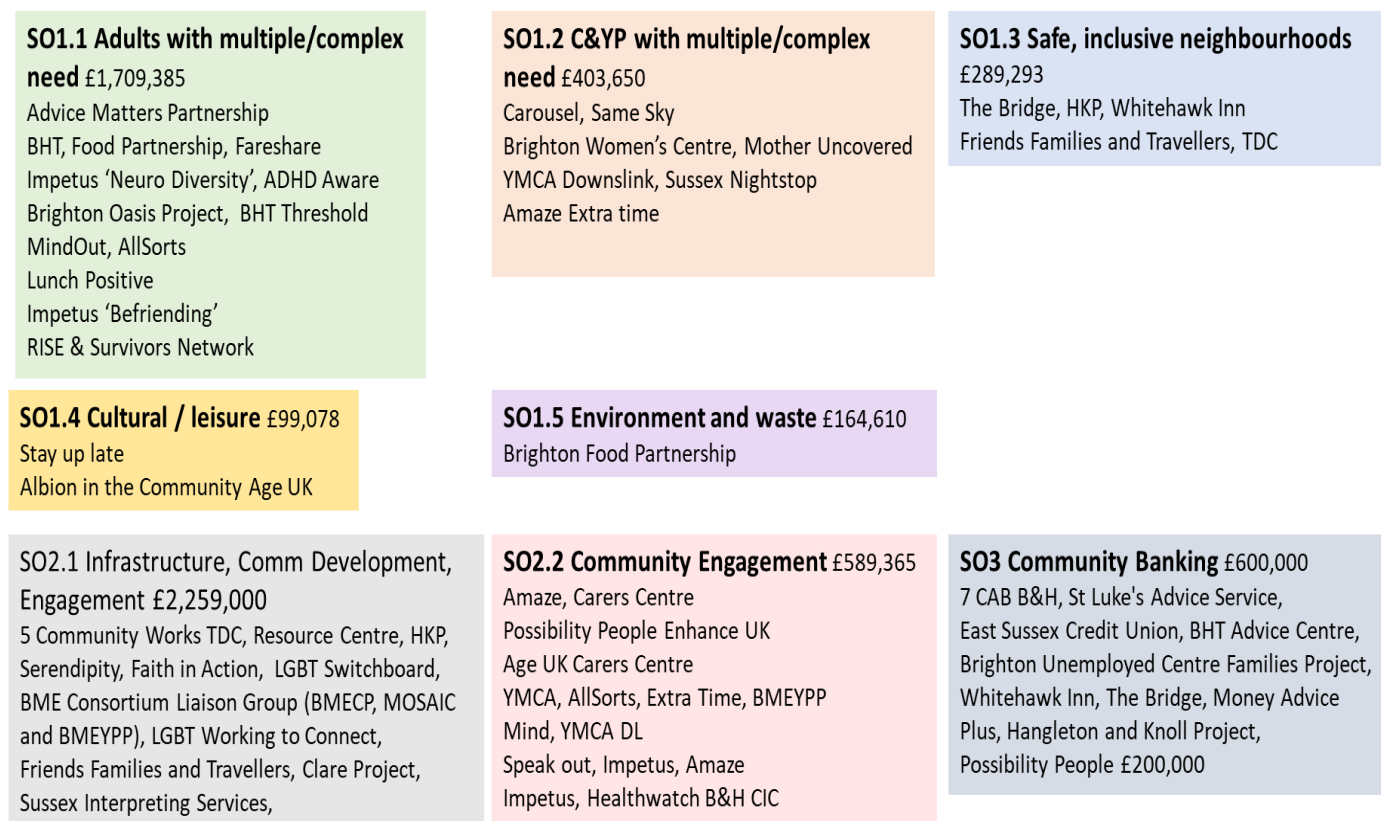 SO1.1 Adults with multiple/complex
need £1,709,385
Advice Matters Partnership
BHT, Food Partnership, Fareshare
Impetus ‘Neuro Diversity’, ADHD Aware
Brighton Oasis Project,  BHT Threshold
MindOut, AllSorts
Lunch Positive
Impetus ‘Befriending’
RISE & Survivors Network
SO1.2 C&YP with multiple/complex
need £403,650
Carousel, Same Sky
Brighton Women’s Centre, Mother Uncovered
YMCA Downslink, Sussex Nightstop
Amaze Extra time
SO1.3 Safe, inclusive neighbourhoods
£289,293
The Bridge, HKP, Whitehawk Inn
Friends Families and Travellers, TDC
SO1.4 Cultural / leisure £99,078
Stay up late
Albion in the Community Age UK
SO1.5 Environment and waste £164,610
Brighton Food Partnership
SO2.1 Infrastructure, Comm Development,
Engagement £2,259,000
5 Community Works TDC, Resource Centre, HKP,
Serendipity, Faith in Action,  LGBT Switchboard,
BME Consortium Liaison Group (BMECP, MOSAIC
and BMEYPP), LGBT Working to Connect,
Friends Families and Travellers, Clare Project,
Sussex Interpreting Services,
SO2.2 Community Engagement £589,365
Amaze, Carers Centre
Possibility People Enhance UK
Age UK Carers Centre
YMCA, AllSorts, Extra Time, BMEYPP
Mind, YMCA DL
Speak out, Impetus, Amaze
Impetus, Healthwatch B&H CIC
SO3 Community Banking £600,000
7 CAB B&H, St Luke's Advice Service,
East Sussex Credit Union, BHT Advice Centre,
Brighton Unemployed Centre Families Project,
Whitehawk Inn, The Bridge, Money Advice
Plus, Hangleton and Knoll Project,
Possibility People £200,000